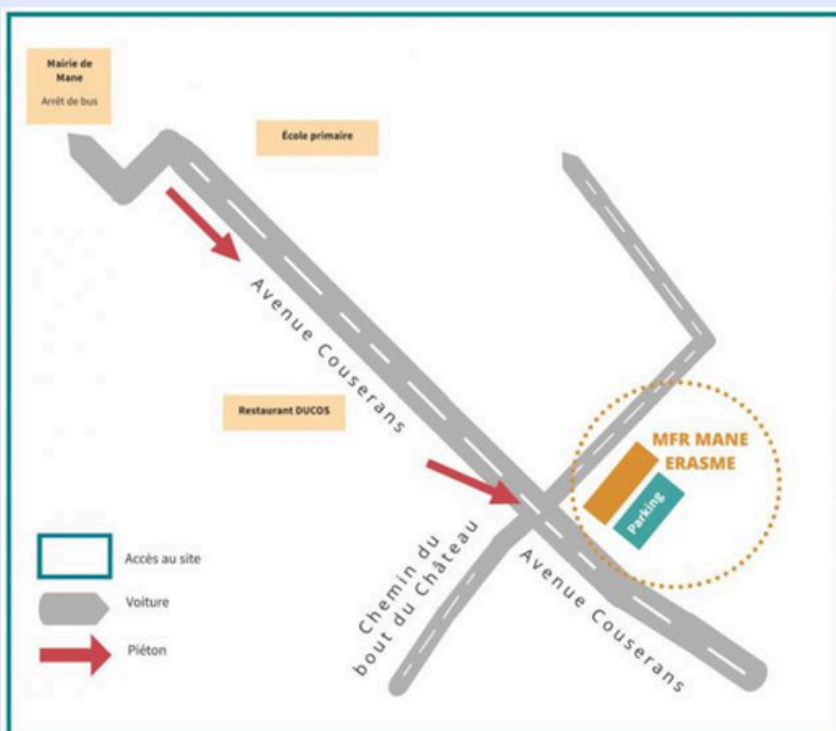 Mairie de
Mane
Arrêt de bus
École primaire
Avenue Couserans
Restaurant DUCOS
MFR MANE
ERASME
Parking
Chemin du
bout du Château
Avenue Couserans
Accès au site
Voiture
Piéton